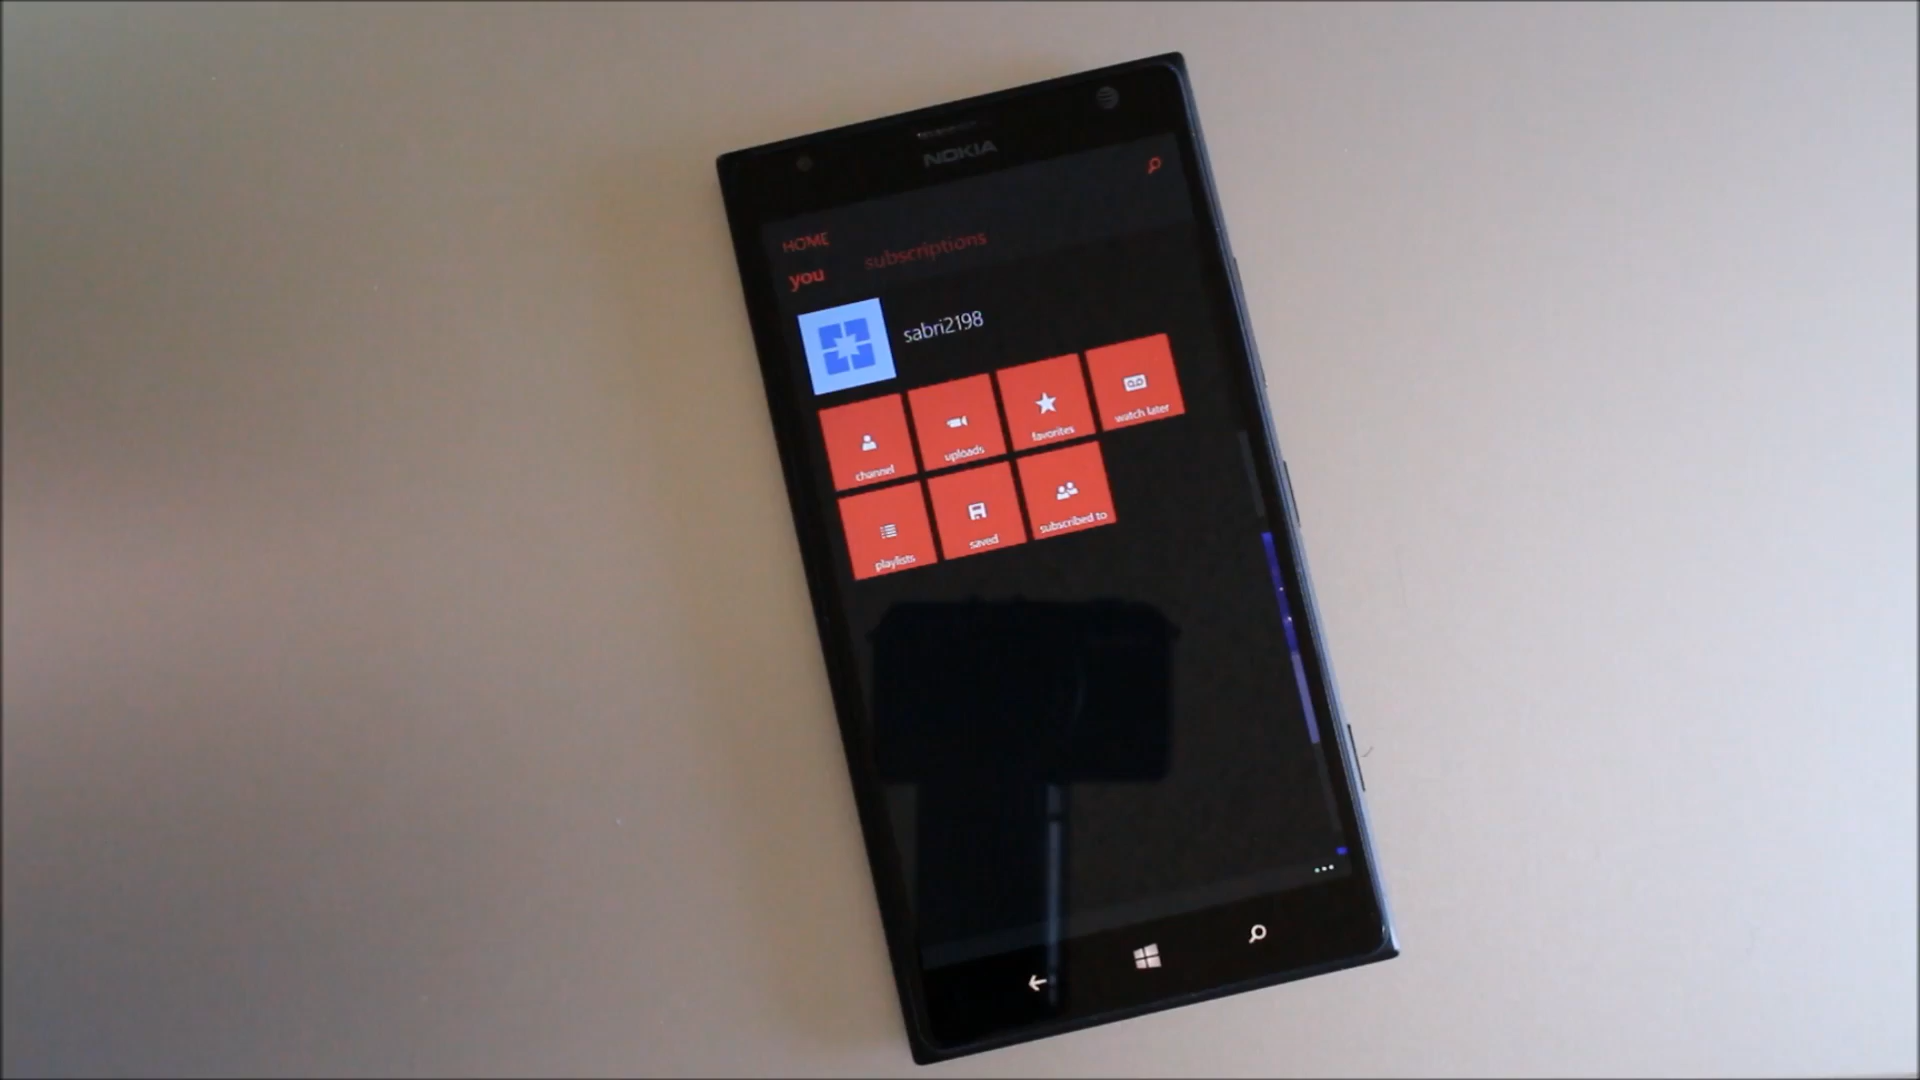 NOKIA
HOME
you subscriptions
sabri2198
channel uploads favorites watch later
playlists saved subscribed to